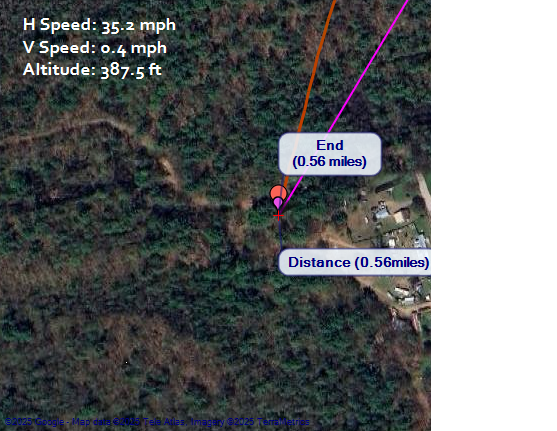 H Speed: 35.2 mph
V Speed: 0.4 mph
Altitude: 387.5 ft
End
(0.56 miles)
Distance (0.56miles)